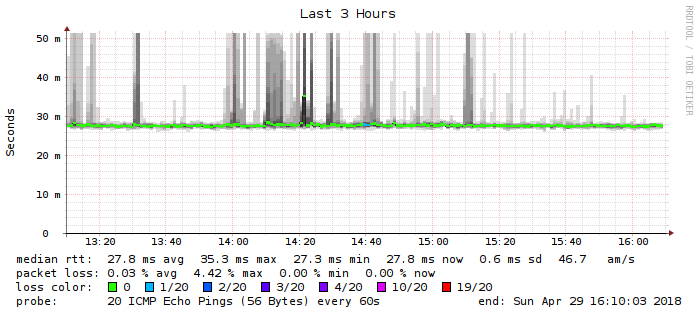 Last 3 Hours
RRDTOOL / TOBI OETIKER
Seconds
50 m
40 m
30 m
20 m
10 m
0
13:20 13:40 14:00 14:20 14:40 15:00 15:20 15:40 16:00
median rtt: 27.8 ms avg 35.3 ms max 27.3 ms min 27.8 ms now 0.6 ms sd 46.7 am/s
packet loss: 0.03 % avg 4.42 % max 0.00 % min 0.00 % now
loss color: 0 1/20 2/20 3/20 4/20 10/20 19/20
probe: 20 ICMP Echo Pings (56 Bytes) every 60s end: Sun Apr 29 16:10:03 2018